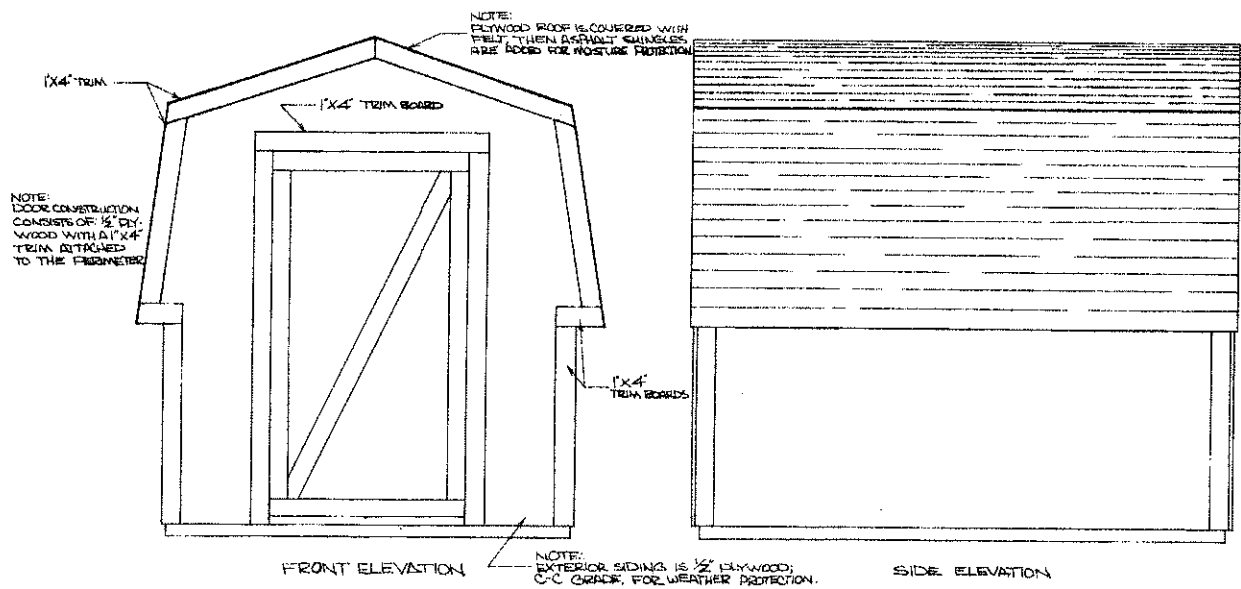 NOTE:
PLYWOOD ROOF IS COVERED WITH
FELT, THEN ASPHALT SHINGLES
ARE ADDED FOR MOISTURE PROTECTION.
1"X4" TRIM
1"X4" TRIM BOARD
NOTE:
DOOR CONSTRUCTION
CONSISTS OF ½" PLY-
WOOD WITH A 1"X4"
TRIM ATTACHED
TO THE PERIMETER
1"X4"
TRIM BOARDS
FRONT ELEVATION
NOTE:
EXTERIOR SIDING IS ½" PLYWOOD;
C-C GRADE, FOR WEATHER PROTECTION.
SIDE ELEVATION